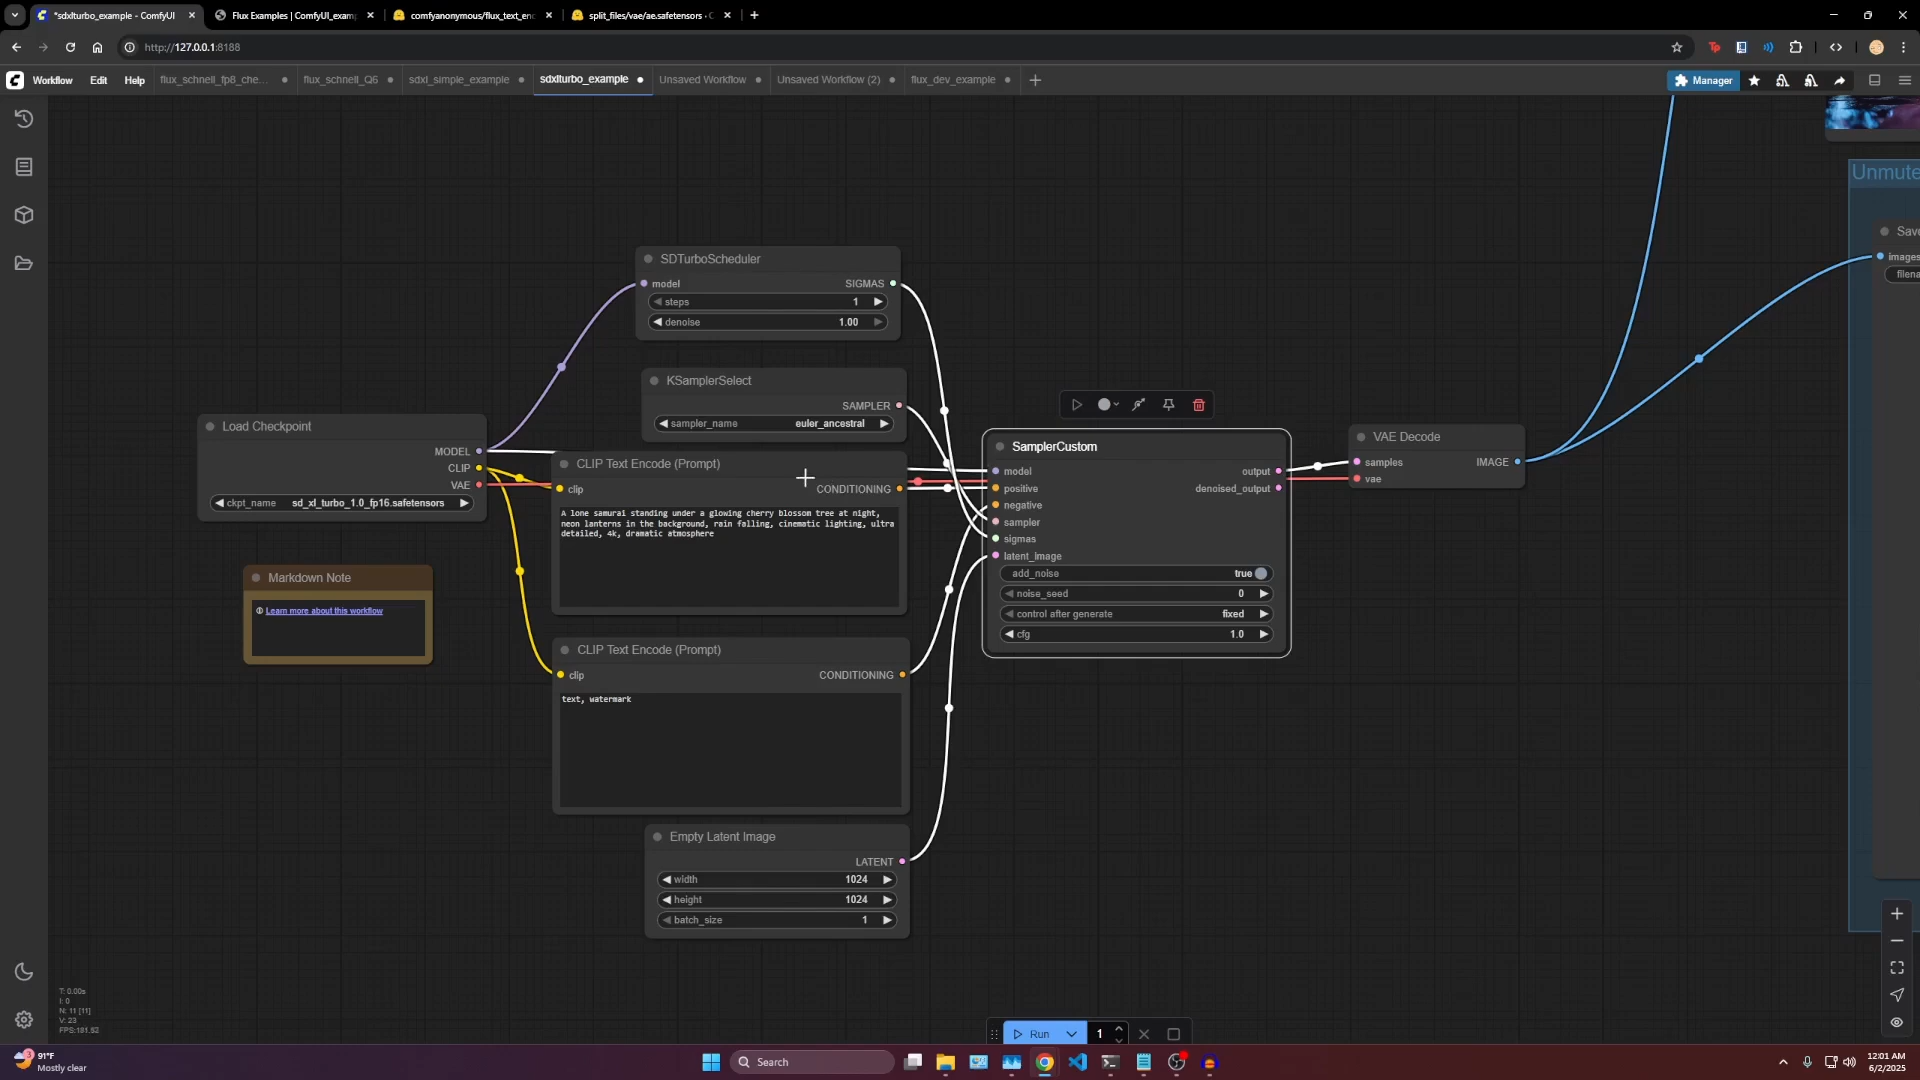 *sdxlturbo_example - ComfyUI
Flux Examples | ComfyUI_exam
comfyanonymous/flux_text_enc
split_files/vae/ae.safetensors · C
http://127.0.0.1:8188
Workflow
Edit
Help
flux_schnell_fp8_che...
flux_schnell_Q6
sdxl_simple_example
sdxlturbo_example
Unsaved Workflow
Unsaved Workflow (2)
flux_dev_example
Manager
Unmute
Save
images
filena
SDTurboScheduler
model
SIGMAS
steps 1
denoise 1.00
KSamplerSelect
SAMPLER
sampler_name euler_ancestral
Load Checkpoint
MODEL
CLIP
VAE
ckpt_name sd_xl_turbo_1.0_fp16.safetensors
CLIP Text Encode (Prompt)
clip
CONDITIONING
A lone samurai standing under a glowing cherry blossom tree at night,
neon lanterns in the background, rain falling, cinematic lighting, ultra
detailed, 4k, dramatic atmosphere
SamplerCustom
model
output
positive
denoised_output
negative
sampler
sigmas
latent_image
add_noise true
noise_seed 0
control after generate fixed
cfg 1.0
VAE Decode
samples
IMAGE
vae
Markdown Note
Learn more about this workflow
CLIP Text Encode (Prompt)
clip
CONDITIONING
text, watermark
Empty Latent Image
LATENT
width 1024
height 1024
batch_size 1
T: 0.00s
I: 0
N: 11 [11]
V: 23
Run
1
91°F
Mostly clear
Search
12:01 AM
6/2/2025